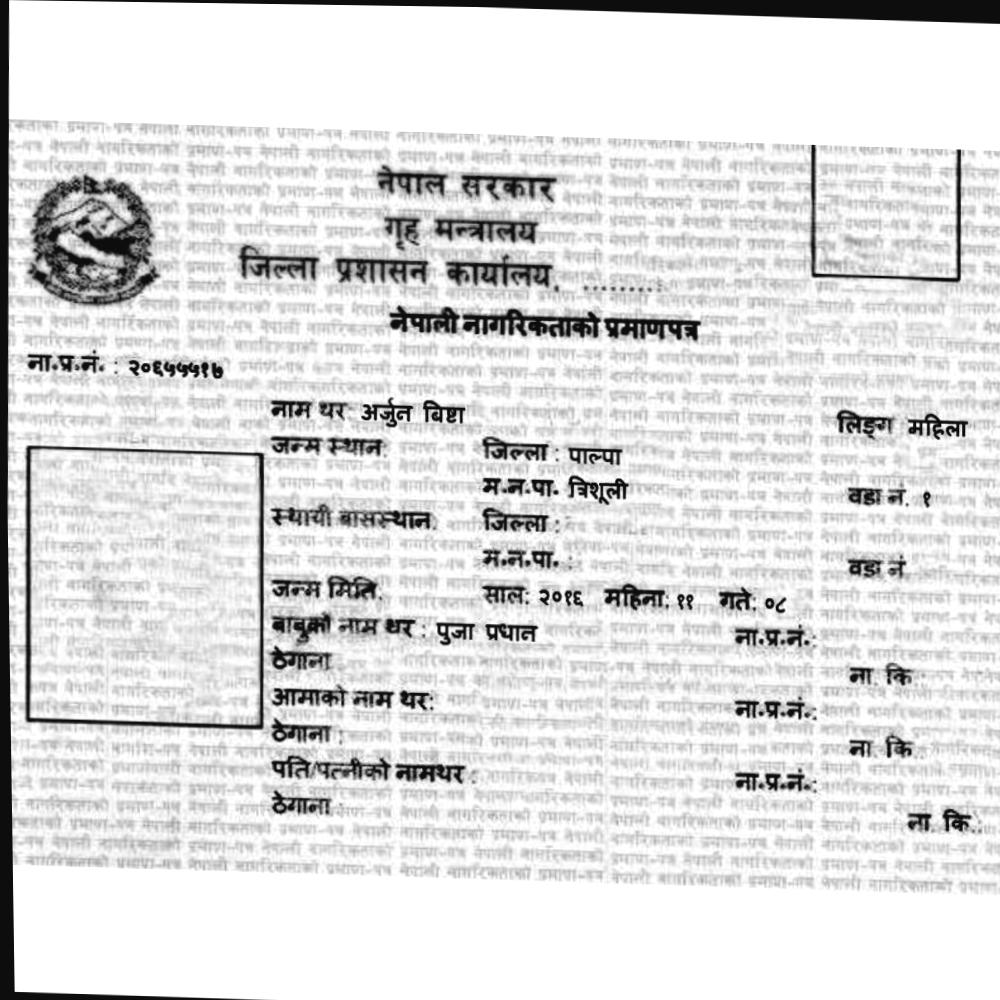 नेपाल सरकार
गृह मन्त्रालय
जिल्ला प्रशासन कार्यालय, .........
नेपाली नागरिकताको प्रमाणपत्र
ना.प्र.नं. : २०६५५५१७
नाम थर: अर्जुन बिष्टा लिङ्ग महिला
जन्म स्थान: जिल्ला : पाल्पा
म.न.पा. त्रिशूली वडा नं. १
स्थायी बासस्थान: जिल्ला :
म.न.पा. : वडा नं
जन्म मिति: साल: २०१६ महिना: ११ गते: ०८
बाबुको नाम थर : पुजा प्रधान ना.प्र.नं.:
ठेगाना : ना. कि.:
आमाको नाम थर: ना.प्र.नं.:
ठेगाना : ना. कि.:
पति/पत्नीको नामथर : ना.प्र.नं.:
ठेगाना : ना. कि.: